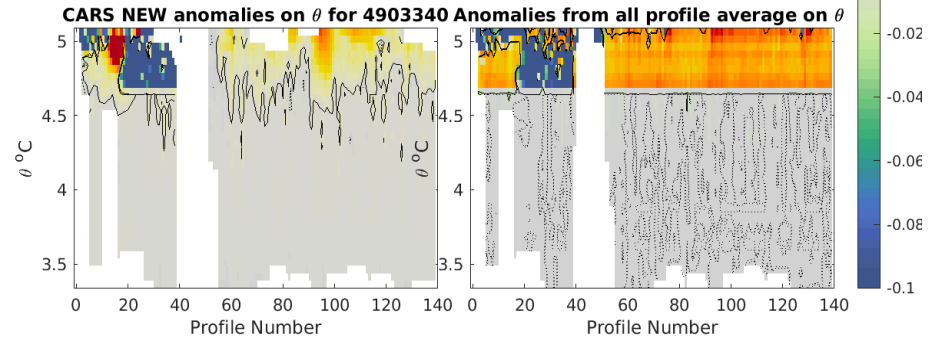 CARS NEW anomalies on θ for 4903340
Anomalies from all profile average on θ
5
4.5
4
3.5
θ °C
0 20 40 60 80 100 120 140
Profile Number
5
4.5
4
3.5
θ °C
0 20 40 60 80 100 120 140
Profile Number
-0.02
-0.04
-0.06
-0.08
-0.1